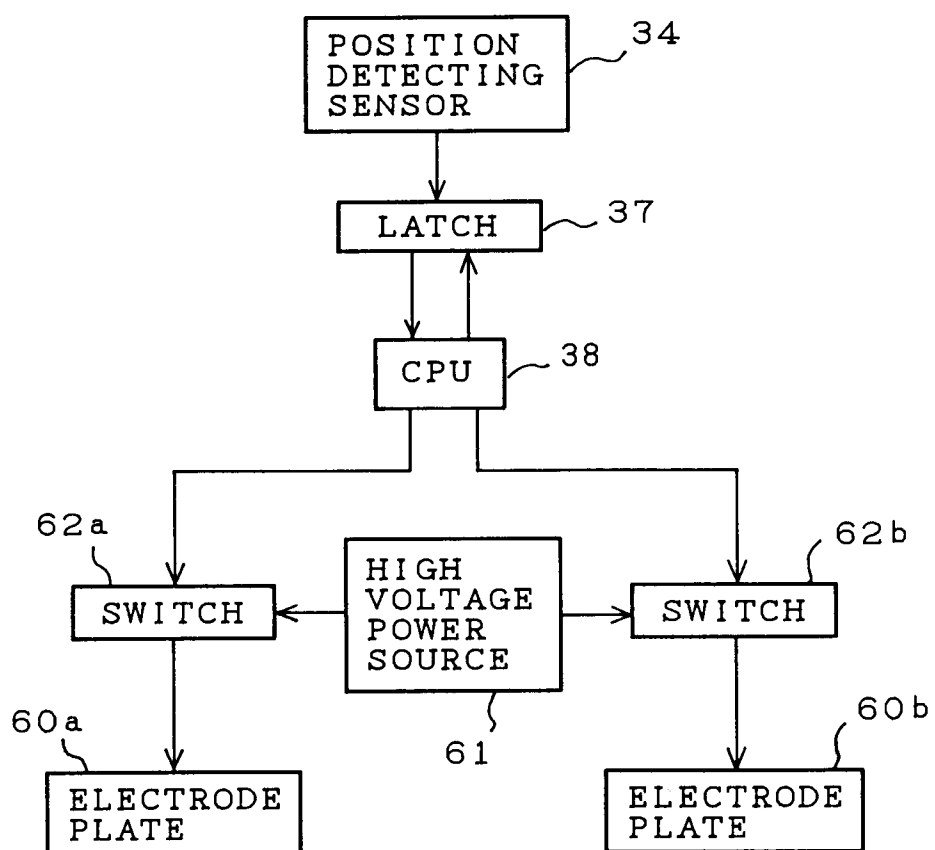 POSITION
DETECTING
SENSOR
34
LATCH
37
CPU
38
62a
SWITCH
HIGH
VOLTAGE
POWER
SOURCE
61
62b
SWITCH
60a
ELECTRODE
PLATE
60b
ELECTRODE
PLATE